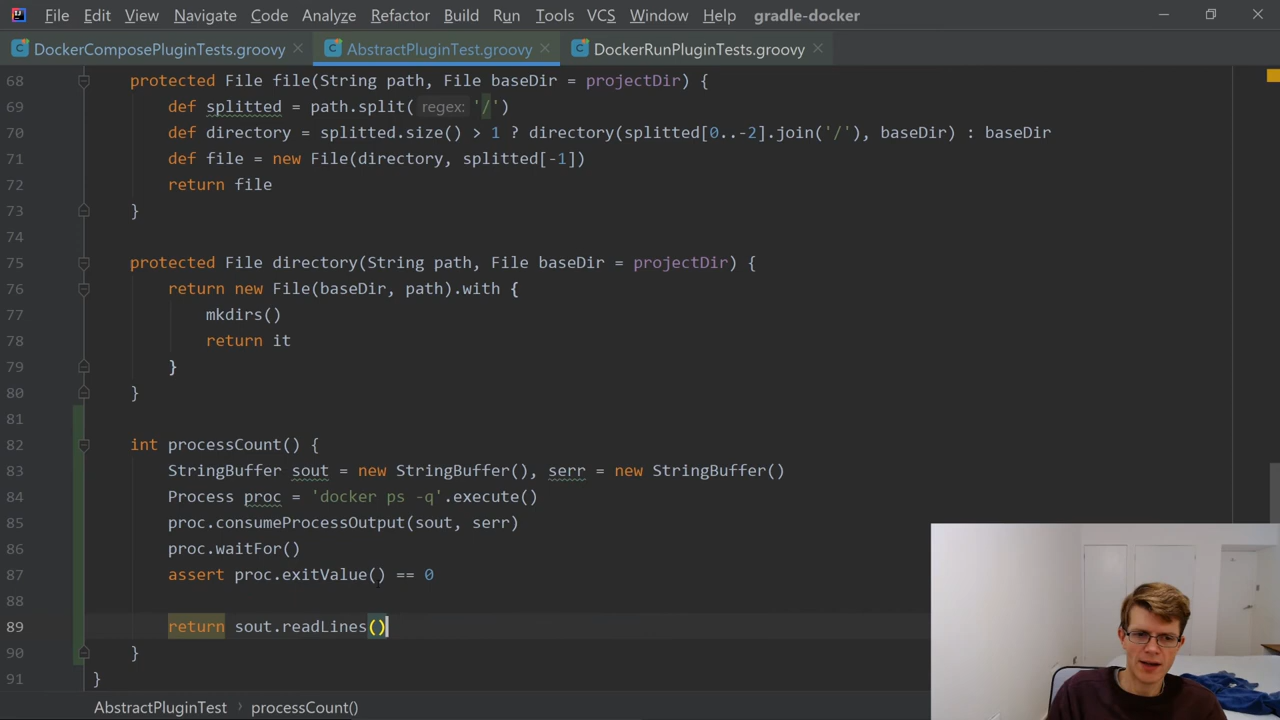 File Edit View Navigate Code Analyze Refactor Build Run Tools VCS Window Help gradle-docker
DockerComposePluginTests.groovy AbstractPluginTest.groovy DockerRunPluginTests.groovy
68 protected File file(String path, File baseDir = projectDir) {
69 def splitted = path.split( regex: '/')
70 def directory = splitted.size() > 1 ? directory(splitted[0..-2].join('/'), baseDir) : baseDir
71 def file = new File(directory, splitted[-1])
72 return file
73 }
74
75 protected File directory(String path, File baseDir = projectDir) {
76 return new File(baseDir, path).with {
77 mkdirs()
78 return it
79 }
80 }
81
82 int processCount() {
83 StringBuffer sout = new StringBuffer(), serr = new StringBuffer()
84 Process proc = 'docker ps -q'.execute()
85 proc.consumeProcessOutput(sout, serr)
86 proc.waitFor()
87 assert proc.exitValue() == 0
88
89 return sout.readLines()
90 }
91 }
AbstractPluginTest processCount()